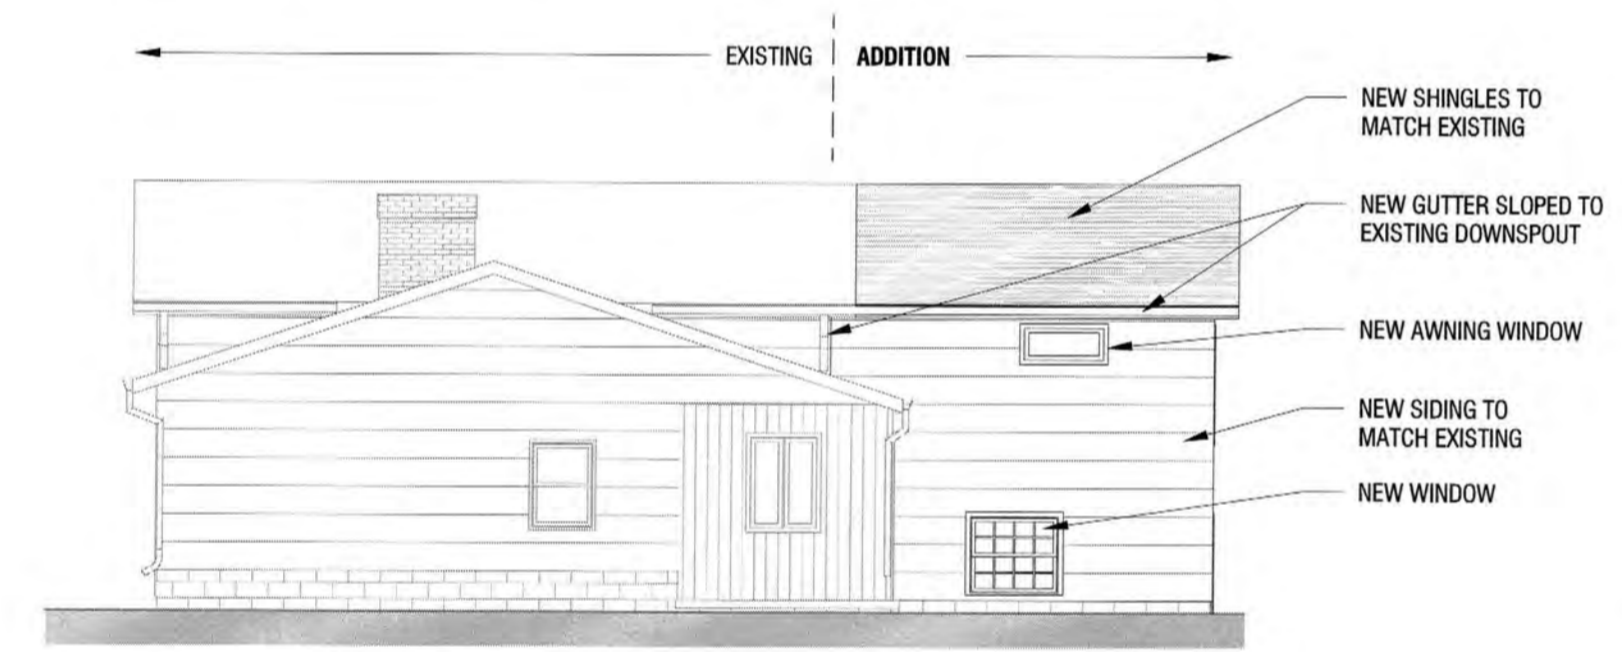 EXISTING
ADDITION
NEW SHINGLES TO
MATCH EXISTING
NEW GUTTER SLOPED TO
EXISTING DOWNSPOUT
NEW AWNING WINDOW
NEW SIDING TO
MATCH EXISTING
NEW WINDOW